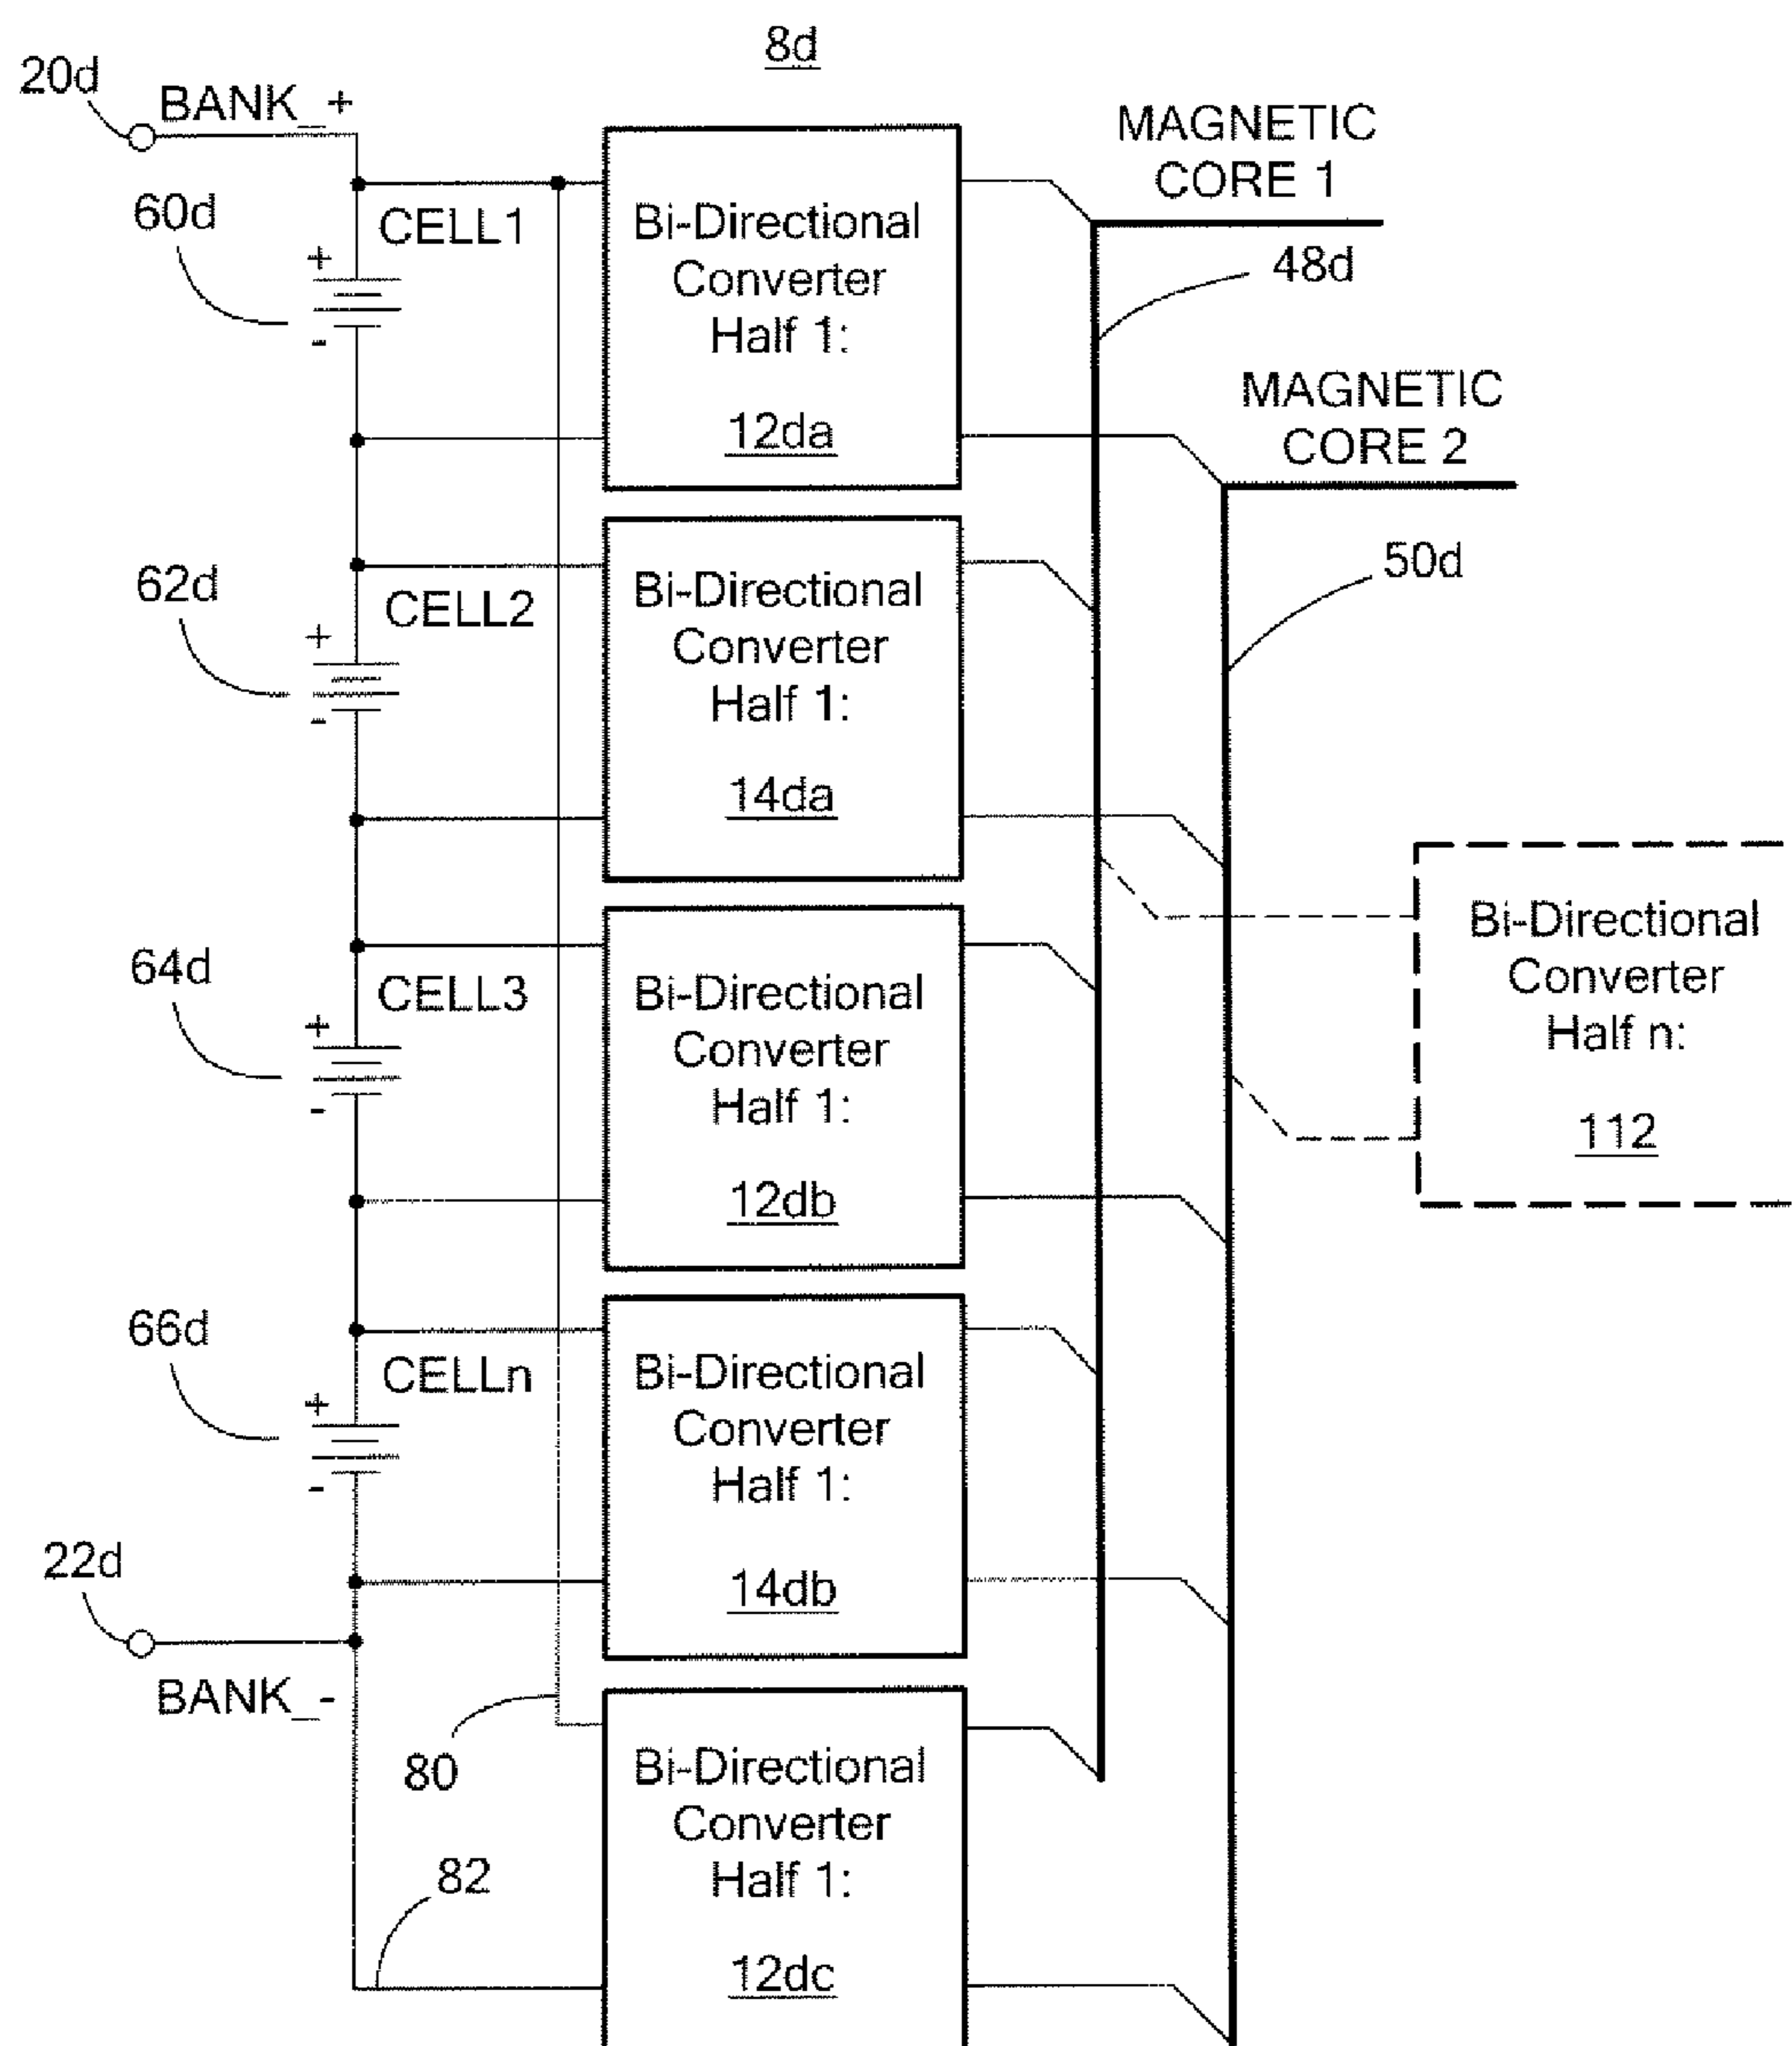 8d
20d
BANK_+
MAGNETIC
CORE 1
60d
CELL1
+
-
Bi-Directional
Converter
Half 1:
12da
48d
MAGNETIC
CORE 2
62d
CELL2
+
-
Bi-Directional
Converter
Half 1:
14da
50d
64d
CELL3
+
-
Bi-Directional
Converter
Half 1:
12db
Bi-Directional
Converter
Half n:
112
66d
CELLn
+
-
Bi-Directional
Converter
Half 1:
14db
22d
BANK_-
80
82
Bi-Directional
Converter
Half 1:
12dc